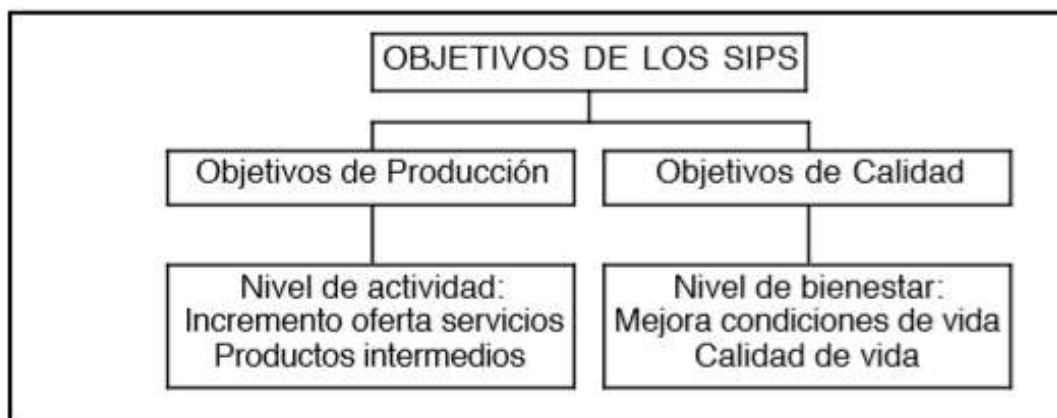 OBJETIVOS DE LOS SIPS
Objetivos de Producción
Objetivos de Calidad
Nivel de actividad:
Incremento oferta servicios
Productos intermedios
Nivel de bienestar:
Mejora condiciones de vida
Calidad de vida